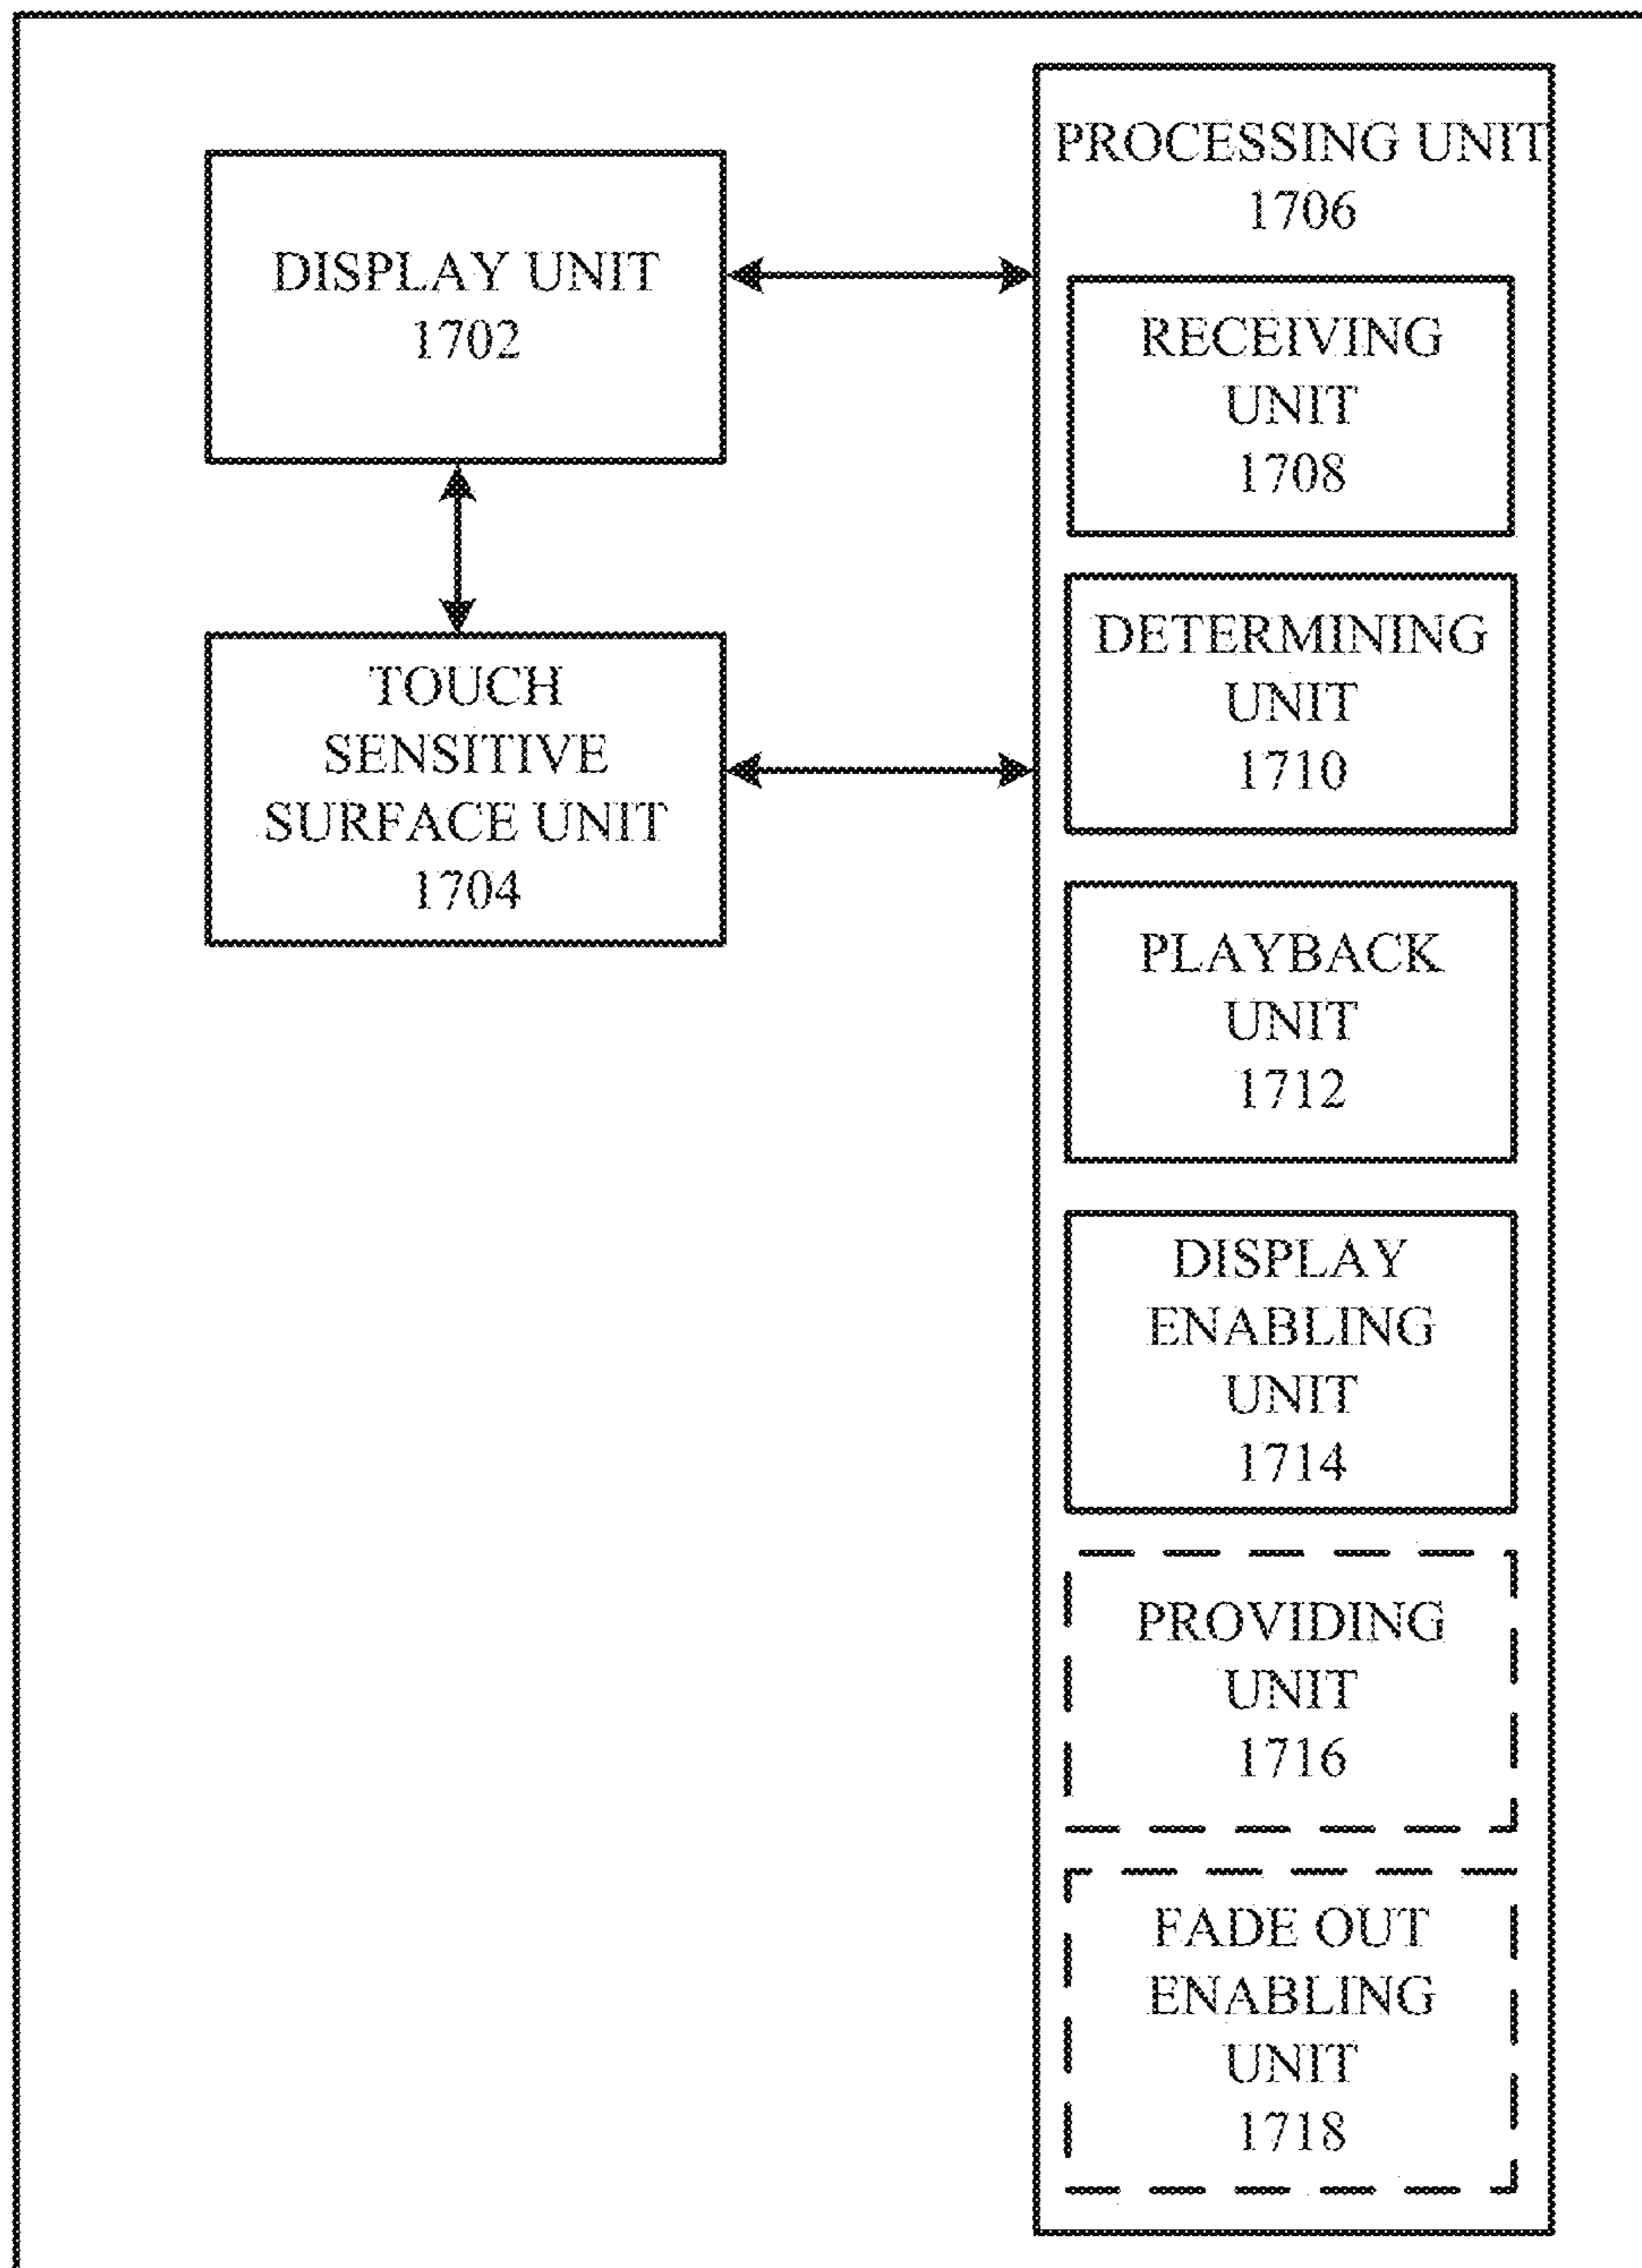 DISPLAY UNIT
1702
TOUCH
SENSITIVE
SURFACE UNIT
1704
PROCESSING UNIT
1706
RECEIVING
UNIT
1708
DETERMINING
UNIT
1710
PLAYBACK
UNIT
1712
DISPLAY
ENABLING
UNIT
1714
PROVIDING
UNIT
1716
FADE OUT
ENABLING
UNIT
1718